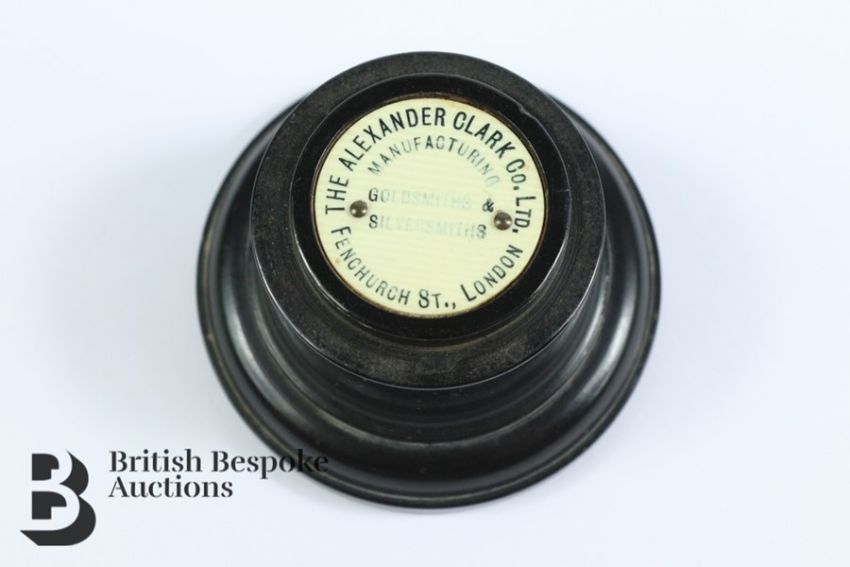 THE ALEXANDER CLARK CO. LTD.
MANUFACTURING
GOLDSMITHS &
SILVERSMITHS
FENCHURCH ST., LONDON
B
British Bespoke
Auctions